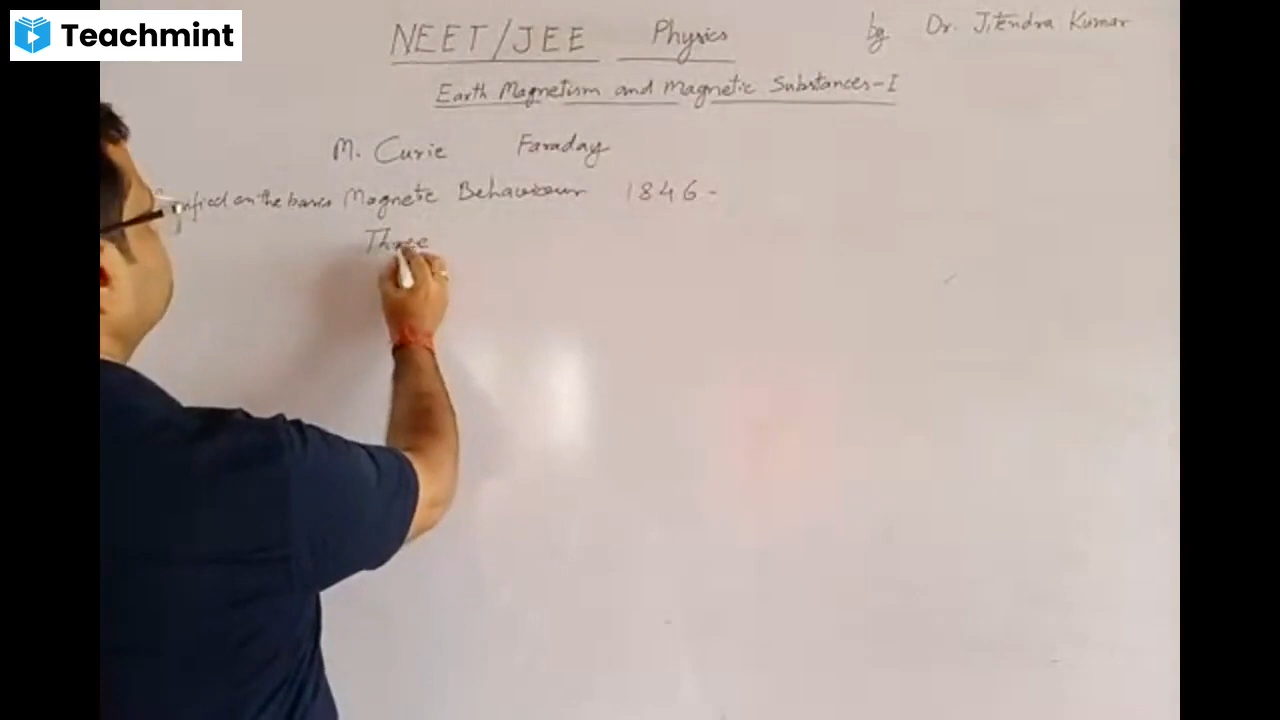 Teachmint
NEET/JEE Physics by Dr. Jitendra Kumar
Earth Magnetism and Magnetic Substances-I
M. Curie Faraday
on the basis Magnetic Behaviour 1846-
Three